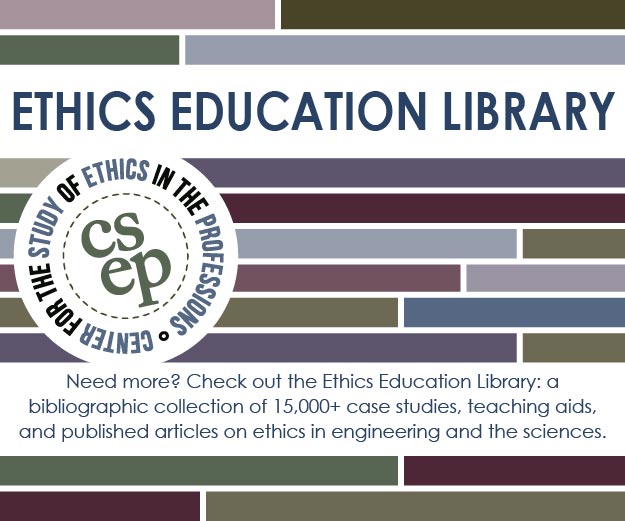 ETHICS EDUCATION LIBRARY
CENTER FOR THE STUDY OF ETHICS IN THE PROFESSIONS •
cs
ep
Need more? Check out the Ethics Education Library: a
bibliographic collection of 15,000+ case studies, teaching aids,
and published articles on ethics in engineering and the sciences.